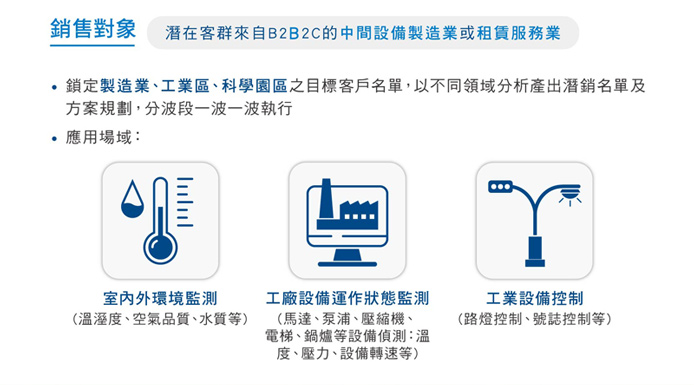 銷售對象
潛在客群來自B2B2C的中間設備製造業或租賃服務業
• 鎖定製造業、工業區、科學園區之目標客戶名單，以不同領域分析產出潛銷名單及
方案規劃，分波段一波一波執行
• 應用場域：
室內外環境監測
（溫溼度、空氣品質、水質等）
工廠設備運作狀態監測
（馬達、泵浦、壓縮機、
電梯、鍋爐等設備偵測：溫
度、壓力、設備轉速等）
工業設備控制
（路燈控制、號誌控制等）